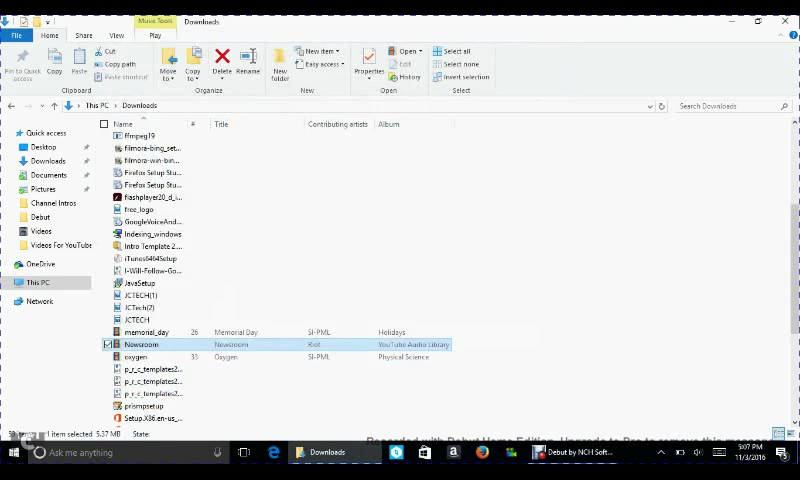 Music Tools Downloads
File Home Share View Play
Pin to Quick access
Copy
Paste
Cut
Copy path
Paste shortcut
Clipboard
Move to
Copy to
Delete
Rename
Organize
New folder
New item
Easy access
New
Properties
Open
Edit
History
Open
Select all
Select none
Invert selection
Select
This PC > Downloads
Search Downloads
Name # Title Contributing artists Album
Quick access
Desktop
Downloads
Documents
Pictures
Channel Intros
Debut
Videos
Videos For YouTube
OneDrive
This PC
Network
ffmpeg19
filmora-bing_set...
filmora-win-bin...
Firefox Setup Stu...
Firefox Setup Stu...
flashplayer20_d_i...
free_logo
GoogleVoiceAnd...
Indexing_windows
Intro Template 2...
iTunes6464Setup
I-Will-Follow-Go...
JavaSetup
JCTECH(1)
JCTech(2)
JCTECH
memorial_day 26 Memorial Day SI-PML Holidays
Newsroom Newsroom Riot YouTube Audio Library
oxygen 33 Oxygen SI-PML Physical Science
p_r_c_templates2...
p_r_c_templates2...
p_r_c_templates2...
prismpsetup
Setup.X86.en-us_...
1 item selected 5.37 MB State:
Recorded with Debut Home Edition. Upgrade to Pro to remove this message
Ask me anything
Downloads
Debut by NCH Soft...
5:07 PM
11/3/2016
5